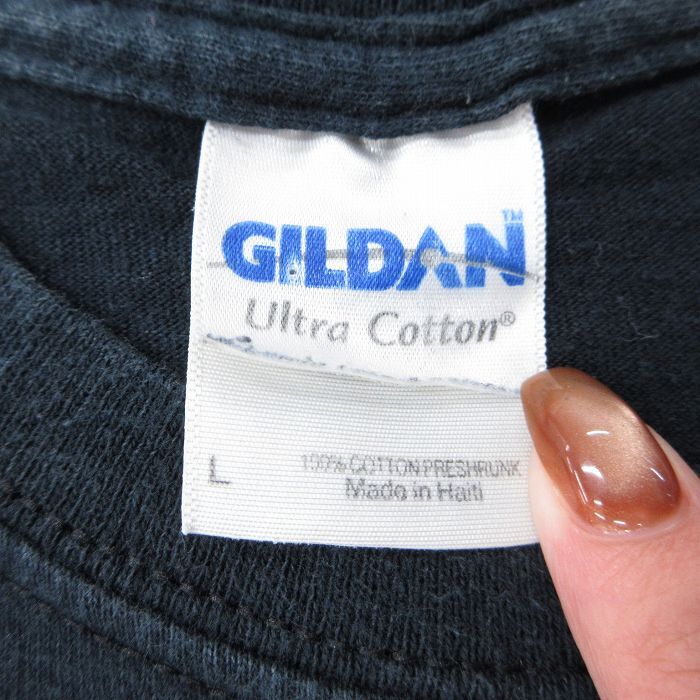 GILDAN™
Ultra Cotton®
L
100% COTTON PRESHRUNK
Made in Haiti